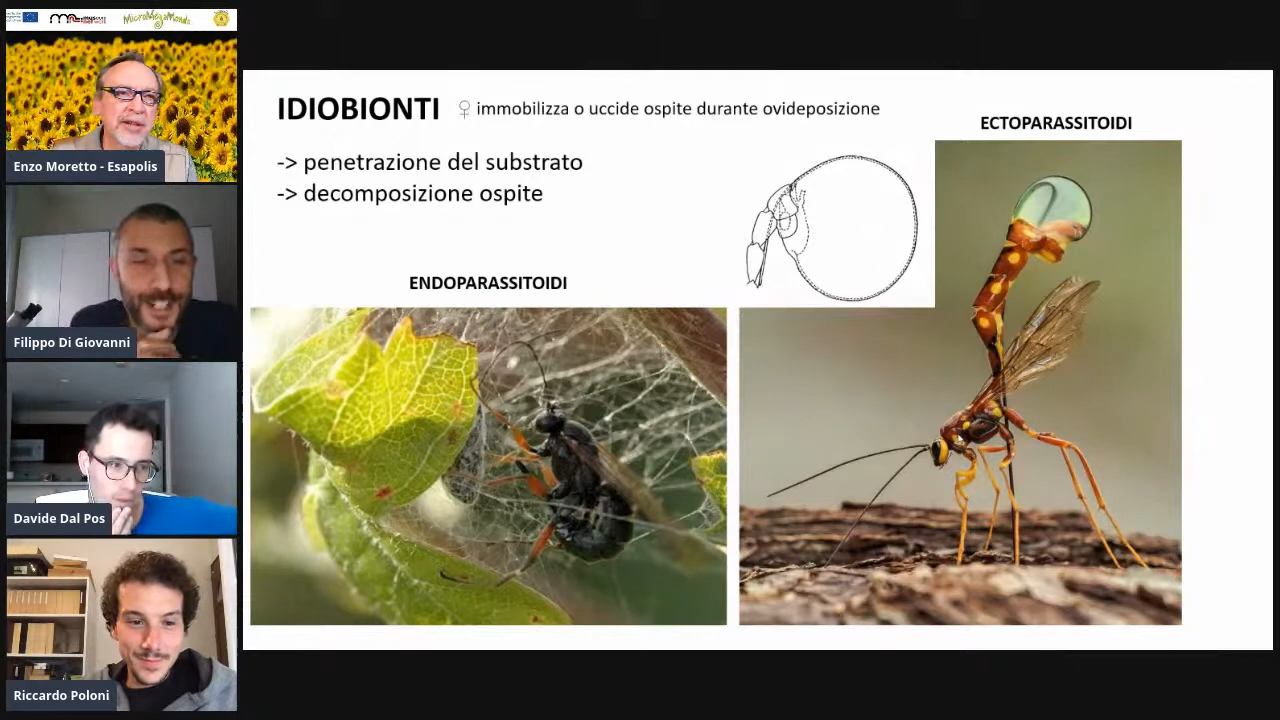 MicroMegaMondo
Enzo Moretto - Esapolis
Filippo Di Giovanni
Davide Dal Pos
Riccardo Poloni
IDIOBIONTI ♀ immobilizza o uccide ospite durante ovideposizione
-> penetrazione del substrato
-> decomposizione ospite
ECTOPARASSITOIDI
ENDOPARASSITOIDI